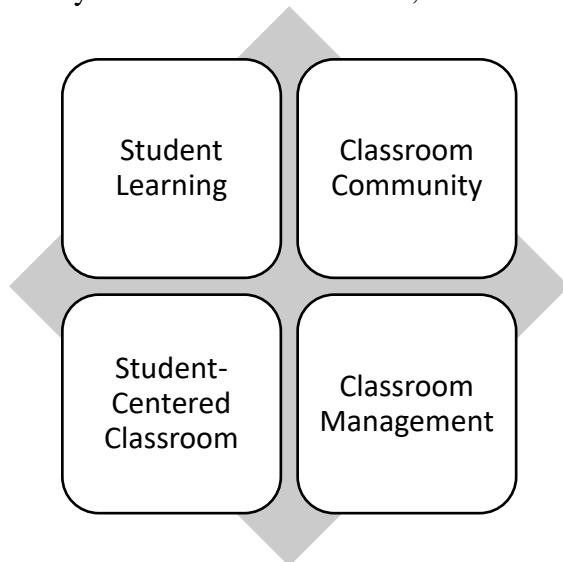 Student
Learning
Classroom
Community
Student-
Centered
Classroom
Classroom
Management